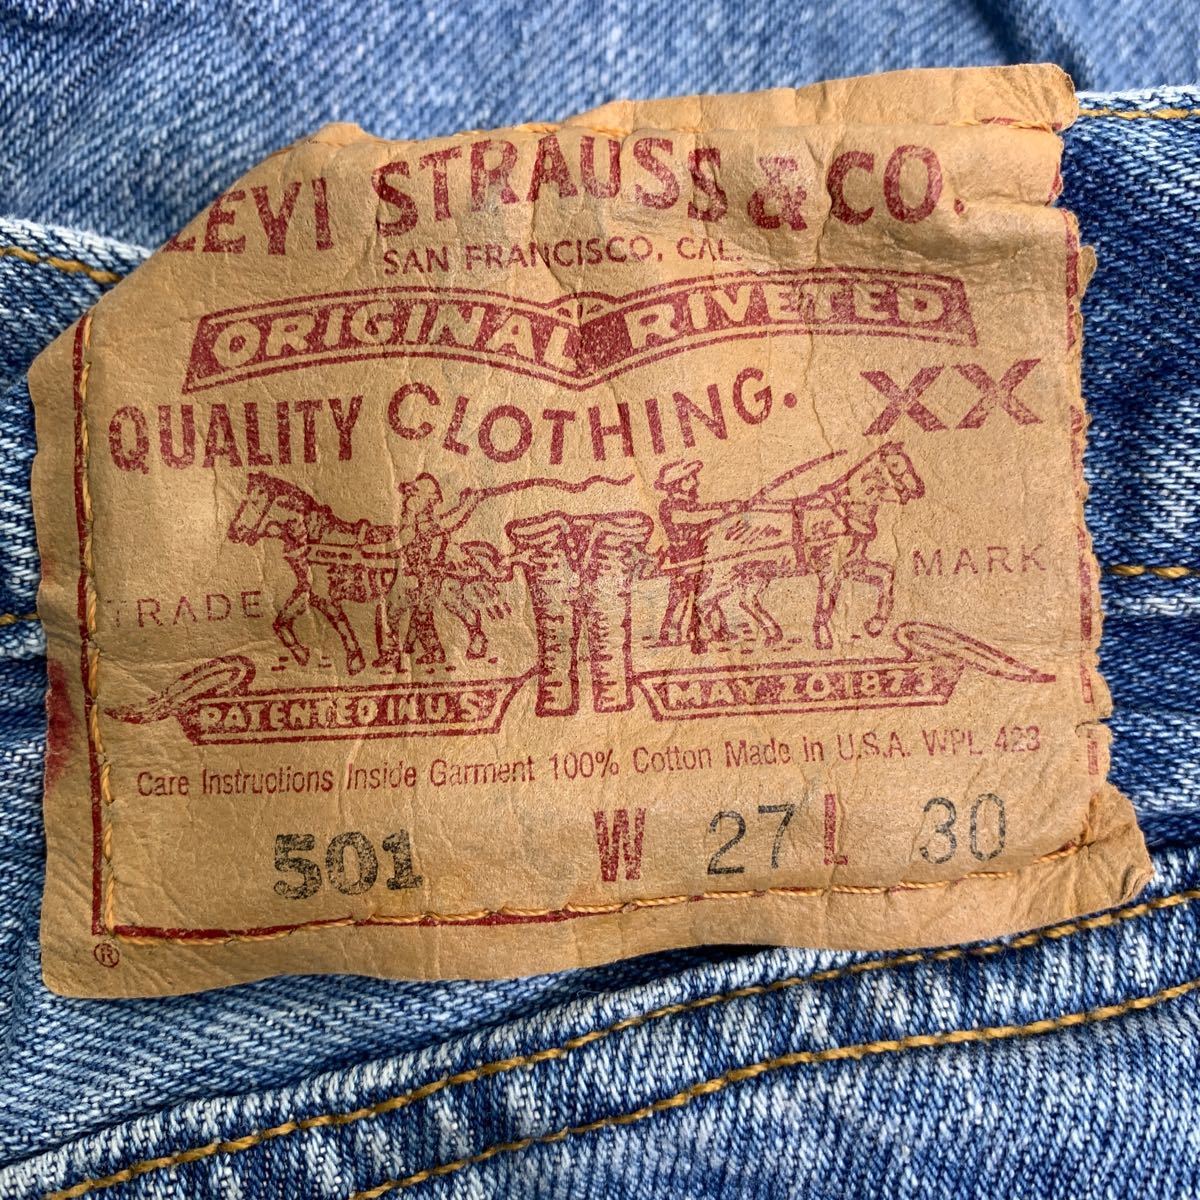 LEVI STRAUSS & CO.
SAN FRANCISCO, CAL.
ORIGINAL RIVETED
QUALITY CLOTHING. XX
TRADE MARK
PATENTED IN U.S. MAY 20 1873
Care Instructions Inside Garment 100% Cotton Made in U.S.A. WPL 423
501 W 27 L 30
®